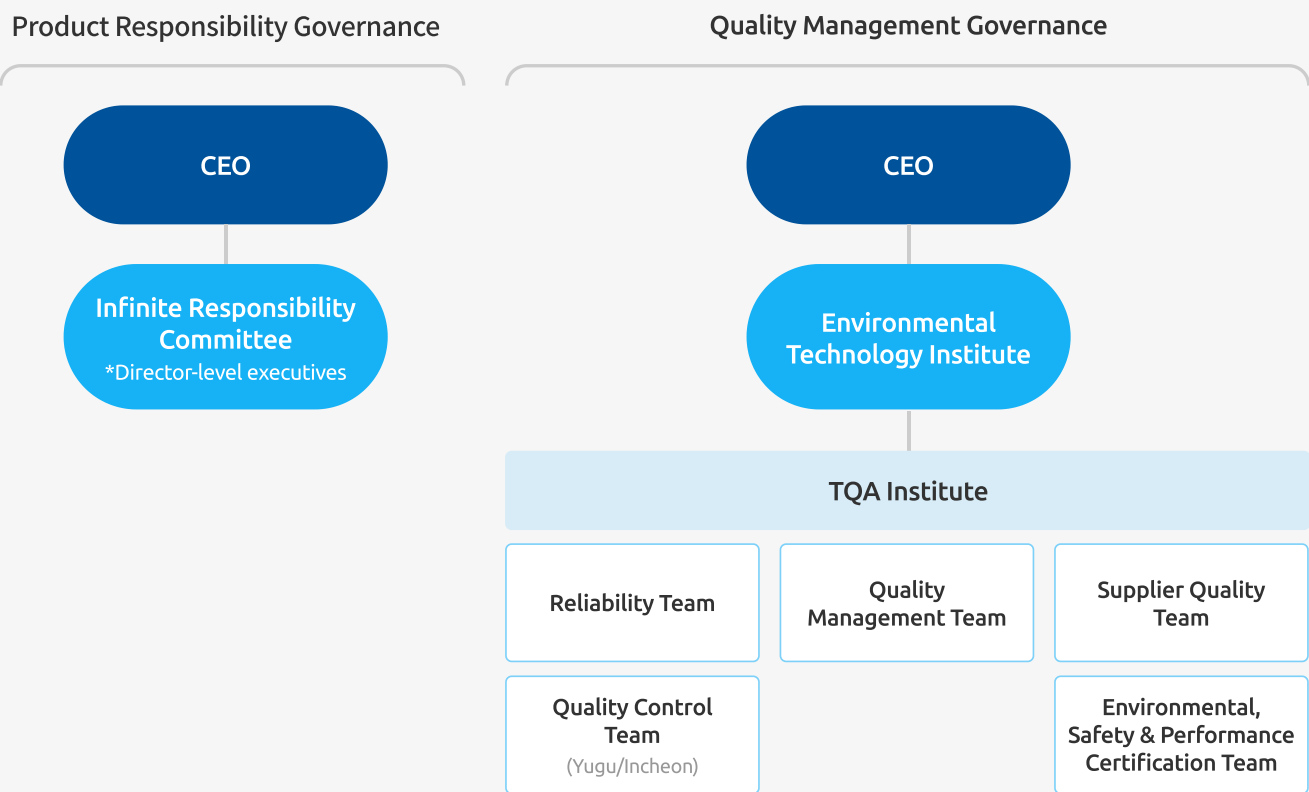 Product Responsibility Governance
CEO
Infinite Responsibility
Committee
*Director-level executives
Quality Management Governance
CEO
Environmental
Technology Institute
TQA Institute
Reliability Team
Quality
Management Team
Supplier Quality
Team
Quality Control
Team
(Yugu/Incheon)
Environmental,
Safety & Performance
Certification Team